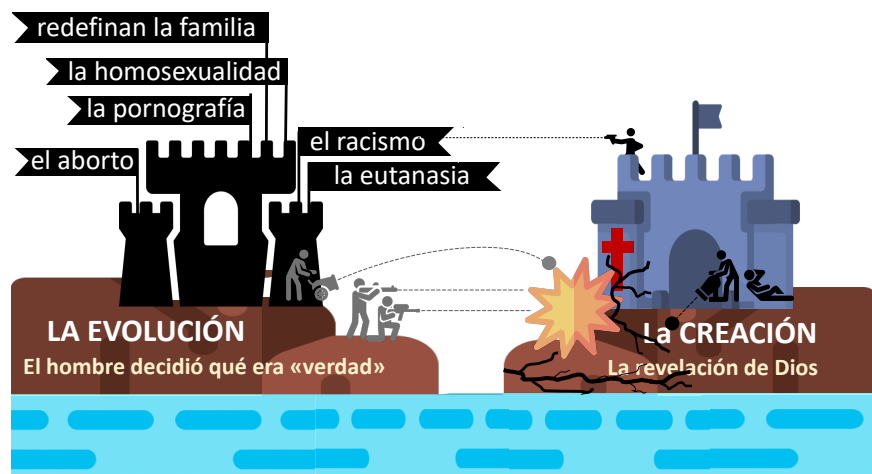 redefinan la familia
la homosexualidad
la pornografía
el aborto
el racismo
la eutanasia
LA EVOLUCIÓN
El hombre decidió qué era «verdad»
La CREACIÓN
La revelación de Dios